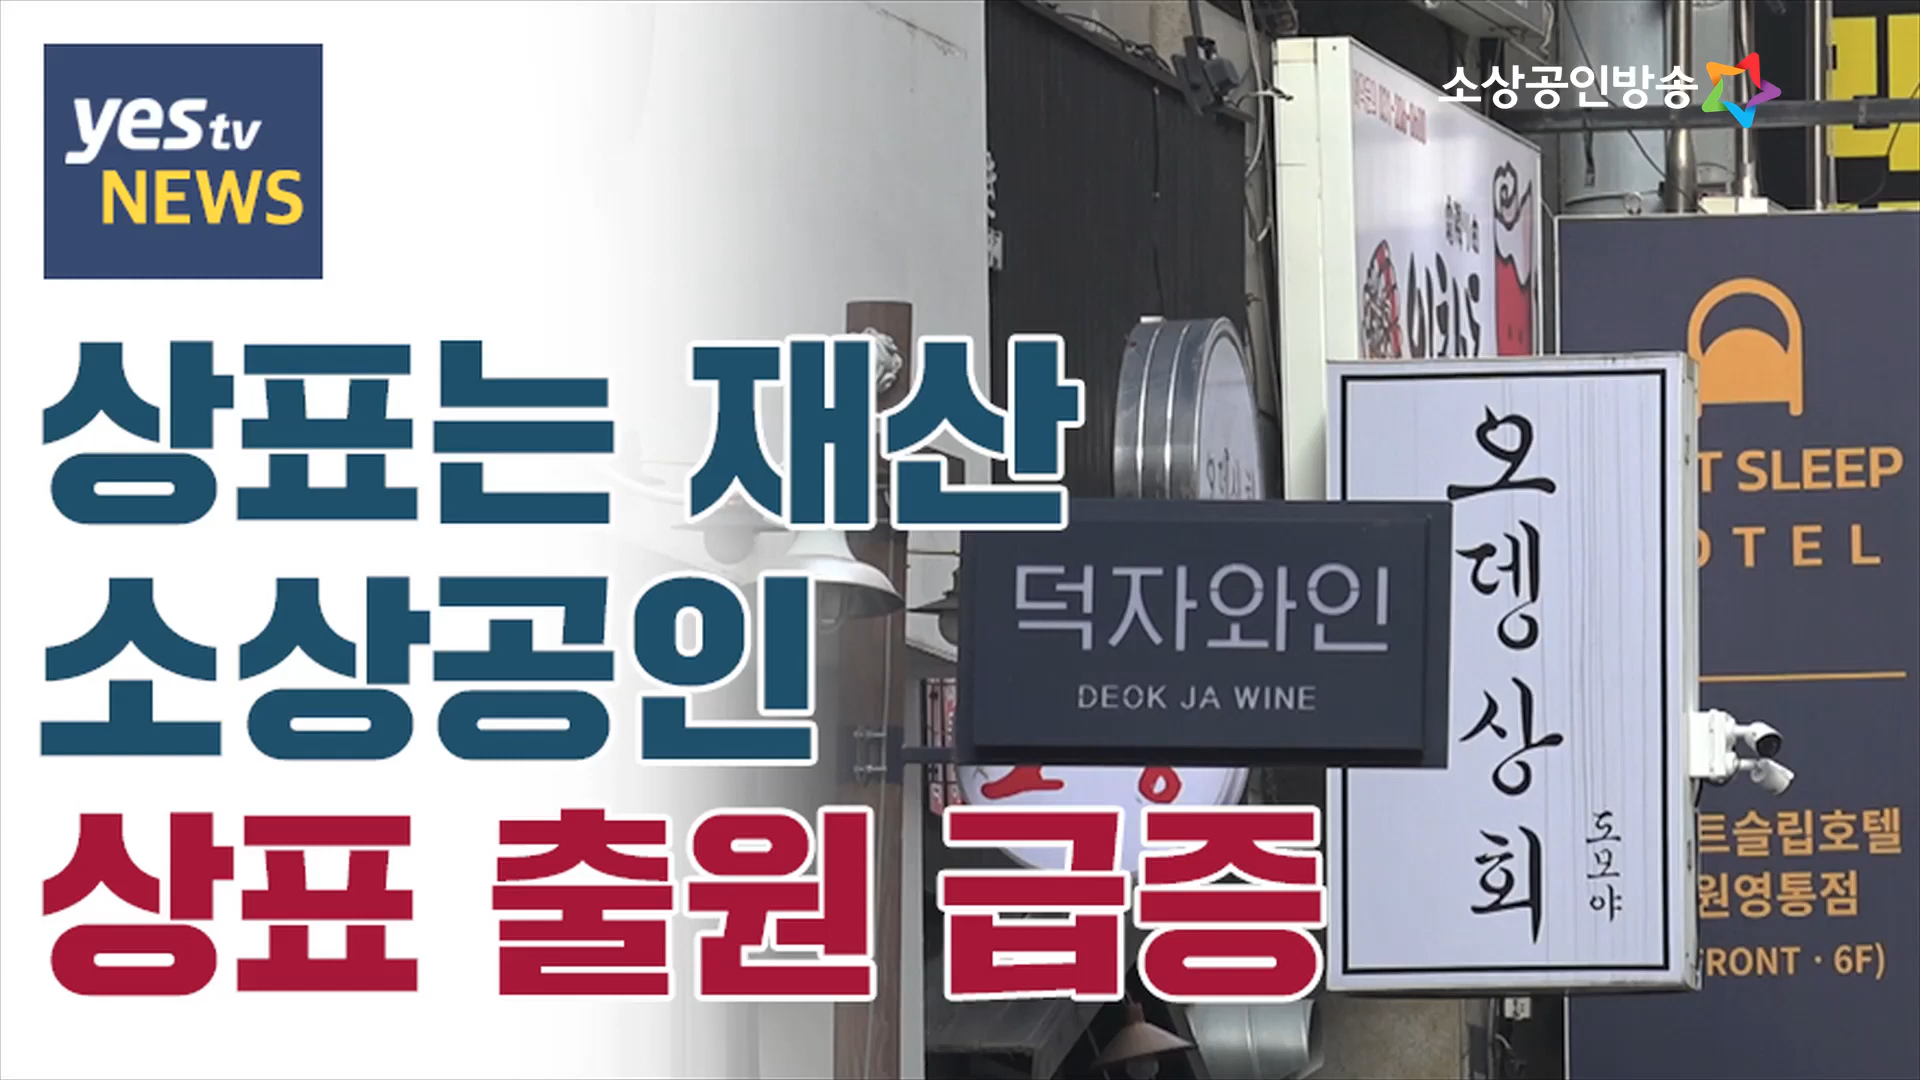 yes tv
NEWS
소상공인방송
상표는 재산
소상공인
상표 출원 급증
덕자와인
DEOK JA WINE
오뎅상회
도모야
T SLEEP
OTEL
트슬립호텔
원영통점
FRONT · 6F)